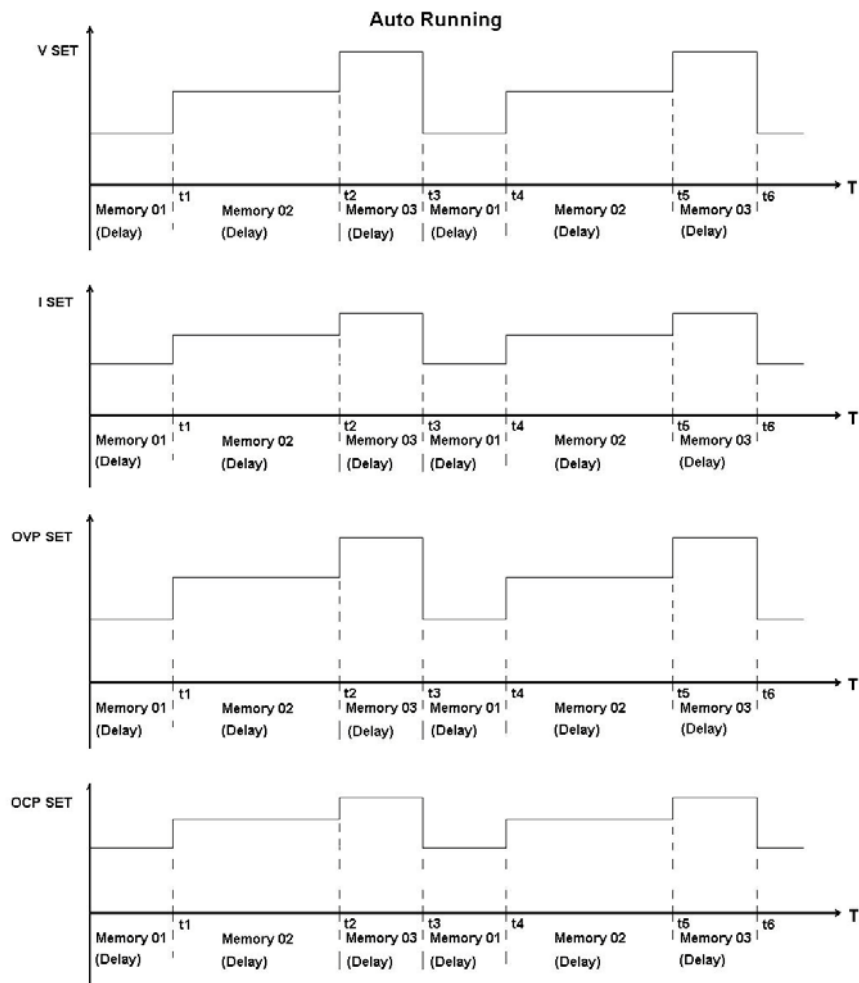 Auto Running
V SET
t1 t2 t3 t4 t5 t6 T
Memory 01 Memory 02 Memory 03 Memory 01 Memory 02 Memory 03
(Delay) (Delay) (Delay) (Delay) (Delay) (Delay)
I SET
t1 t2 t3 t4 t5 t6 T
Memory 01 Memory 02 Memory 03 Memory 01 Memory 02 Memory 03
(Delay) (Delay) (Delay) (Delay) (Delay) (Delay)
OVP SET
t1 t2 t3 t4 t5 t6 T
Memory 01 Memory 02 Memory 03 Memory 01 Memory 02 Memory 03
(Delay) (Delay) (Delay) (Delay) (Delay) (Delay)
OCP SET
t1 t2 t3 t4 t5 t6 T
Memory 01 Memory 02 Memory 03 Memory 01 Memory 02 Memory 03
(Delay) (Delay) (Delay) (Delay) (Delay) (Delay)